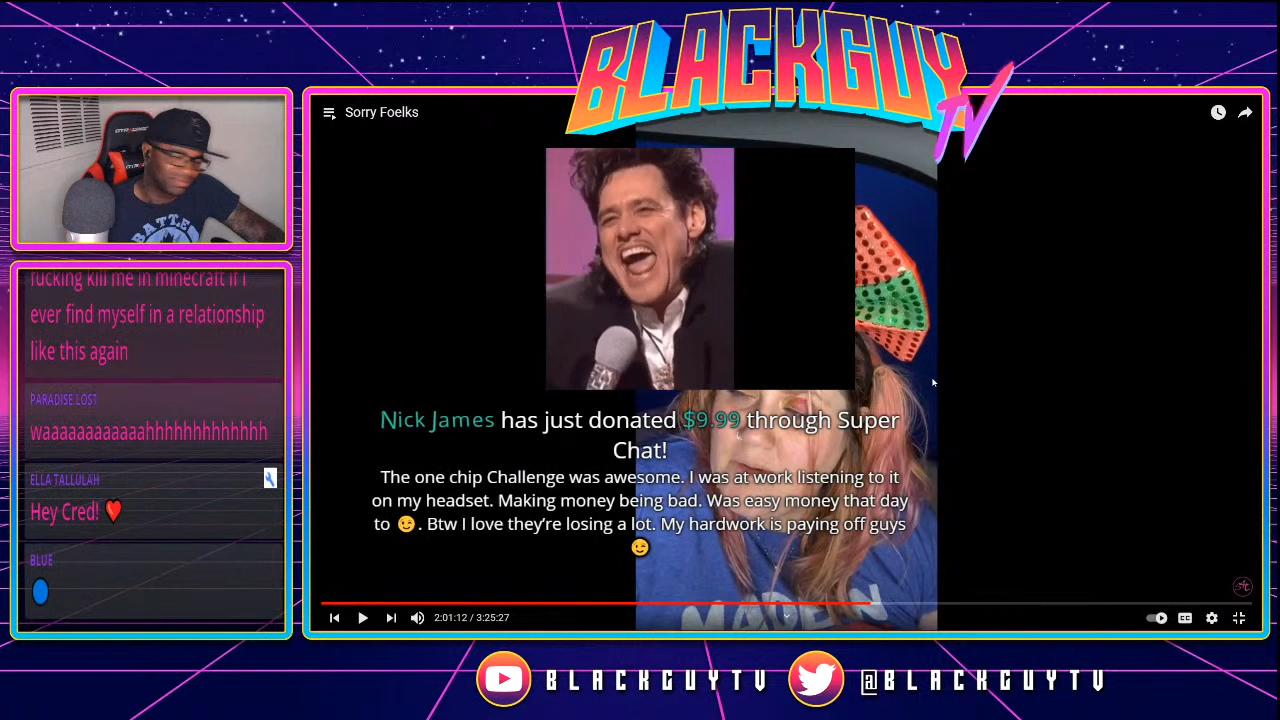 BLACKGUY
TV
Sorry Foelks
BATTLE
fucking kill me in minecraft if i
ever find myself in a relationship
like this again
PARADISE LOST
waaaaaaaaaaaahhhhhhhhhhhhh
ELLA TALLULAH
Hey Cred! ❤️
BLUE
Nick James has just donated $9.99 through Super
Chat!
The one chip Challenge was awesome. I was at work listening to it
on my headset. Making money being bad. Was easy money that day
to 😉. Btw I love they’re losing a lot. My hardwork is paying off guys
😉
2:01:12 / 3:25:27
BLACKGUYTV
@BLACKGUYTV